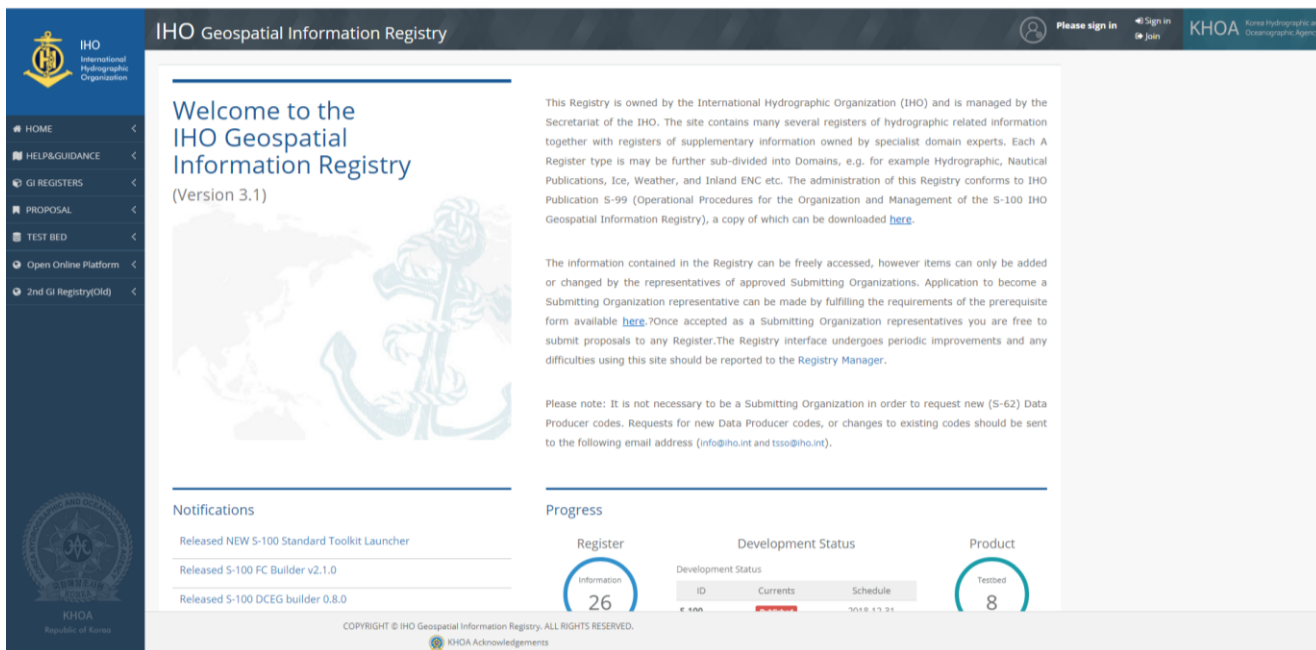 IHO
International
Hydrographic
Organization
IHO Geospatial Information Registry
Please sign in
Sign in
Join
KHOA
Korea Hydrographic an
Oceanographic Agenc
HOME
HELP&GUIDANCE
GI REGISTERS
PROPOSAL
TEST BED
Open Online Platform
2nd GI Registry(Old)
Welcome to the
IHO Geospatial
Information Registry
(Version 3.1)
This Registry is owned by the International Hydrographic Organization (IHO) and is managed by the
Secretariat of the IHO. The site contains many several registers of hydrographic related information
together with registers of supplementary information owned by specialist domain experts. Each A
Register type is may be further sub-divided into Domains, e.g. for example Hydrographic, Nautical
Publications, Ice, Weather, and Inland ENC etc. The administration of this Registry conforms to IHO
Publication S-99 (Operational Procedures for the Organization and Management of the S-100 IHO
Geospatial Information Registry), a copy of which can be downloaded here.
The information contained in the Registry can be freely accessed, however items can only be added
or changed by the representatives of approved Submitting Organizations. Application to become a
Submitting Organization representative can be made by fulfilling the requirements of the prerequisite
form available here.?Once accepted as a Submitting Organization representatives you are free to
submit proposals to any Register.The Registry interface undergoes periodic improvements and any
difficulties using this site should be reported to the Registry Manager.
Please note: It is not necessary to be a Submitting Organization in order to request new (S-62) Data
Producer codes. Requests for new Data Producer codes, or changes to existing codes should be sent
to the following email address (info@iho.int and tsso@iho.int).
Notifications
Released NEW S-100 Standard Toolkit Launcher
Released S-100 FC Builder v2.1.0
Released S-100 DCEG builder 0.8.0
Progress
Register
Information
26
Development Status
Development Status
ID Currents Schedule
S-100 2018-12-31
Product
Testbed
8
KHOA
Republic of Korea
COPYRIGHT © IHO Geospatial Information Registry. ALL RIGHTS RESERVED.
KHOA Acknowledgements